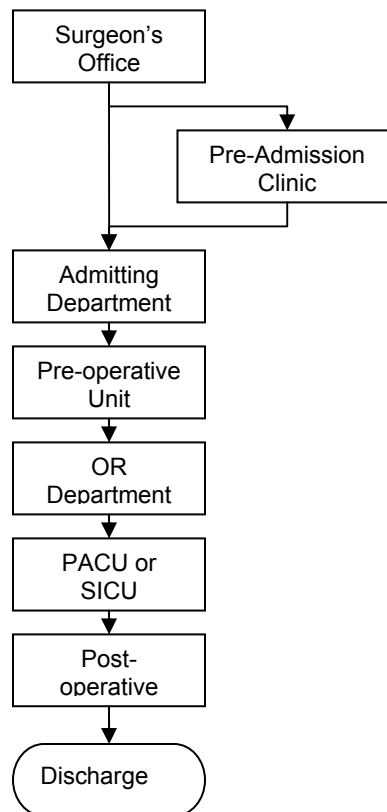 Surgeon’s
Office
Pre-Admission
Clinic
Admitting
Department
Pre-operative
Unit
OR
Department
PACU or
SICU
Post-
operative
Discharge